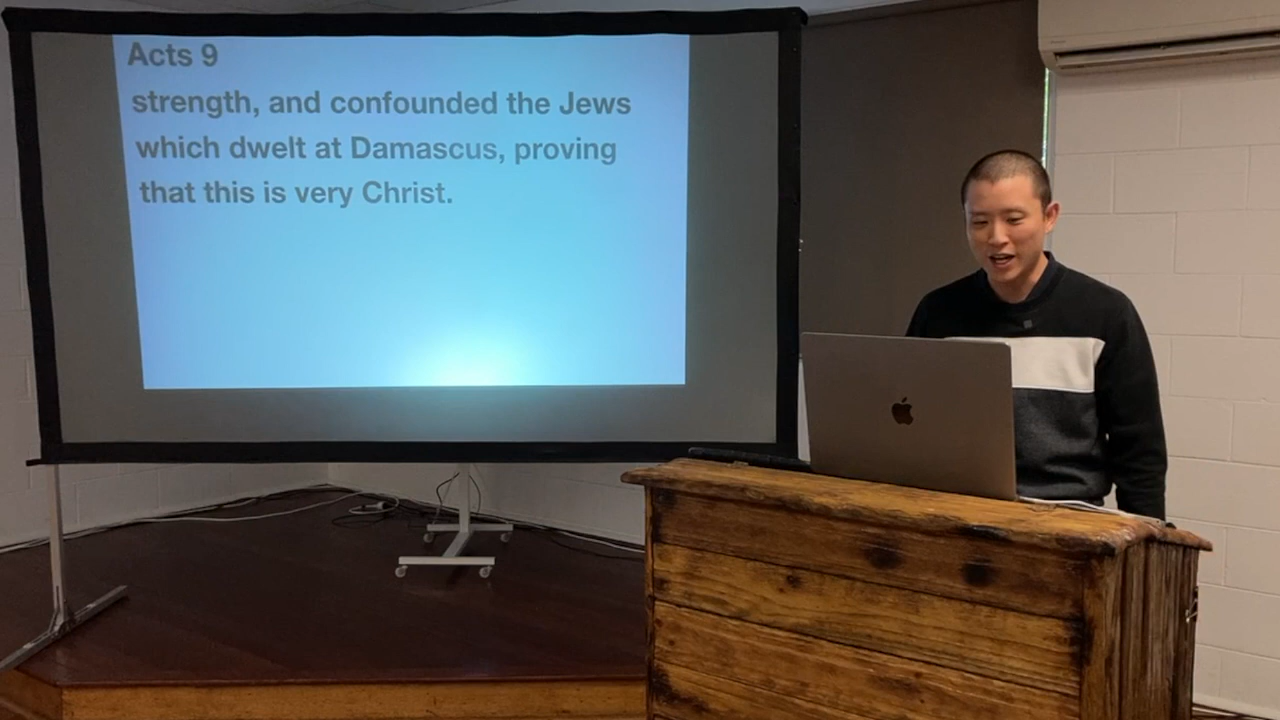 Acts 9
strength, and confounded the Jews
which dwelt at Damascus, proving
that this is very Christ.